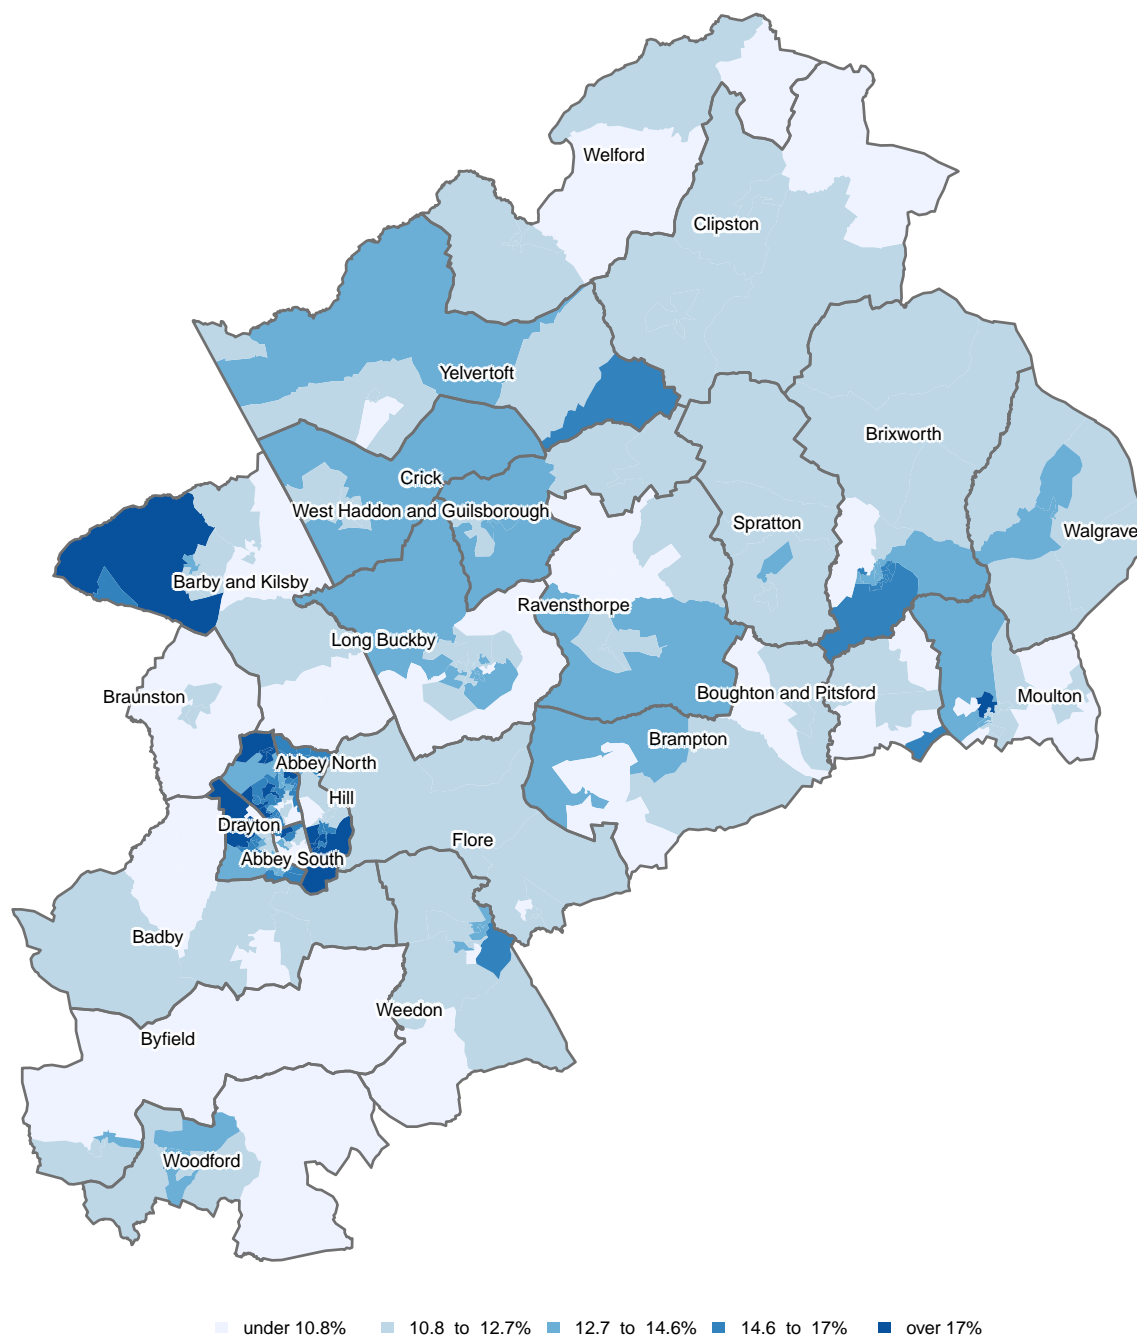 Welford
Clipston
Yelvertoft
Brixworth
Crick
West Haddon and Guilsborough
Spratton
Walgrave
Barby and Kilsby
Ravensthorpe
Long Buckby
Braunston
Boughton and Pitsford
Moulton
Brampton
Abbey North
Hill
Drayton
Flore
Abbey South
Badby
Weedon
Byfield
Woodford
under 10.8% 10.8 to 12.7% 12.7 to 14.6% 14.6 to 17% over 17%